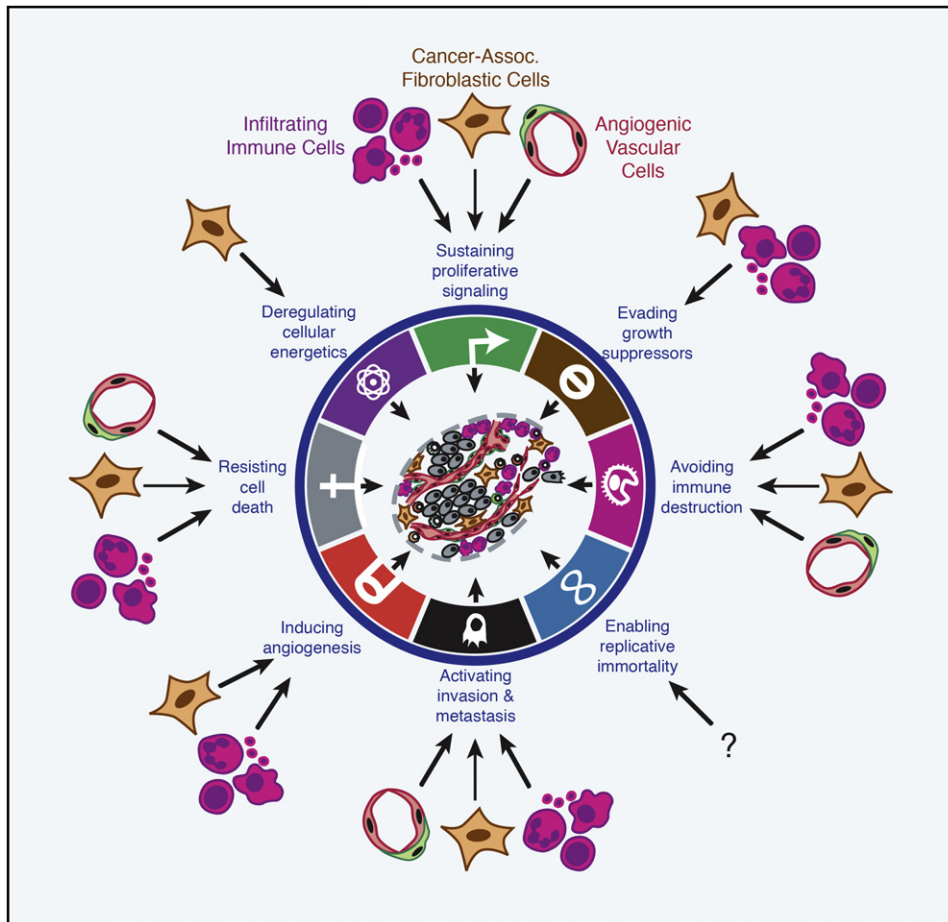 Cancer-Assoc.
Fibroblastic Cells
Infiltrating
Immune Cells
Angiogenic
Vascular
Cells
Sustaining
proliferative
signaling
Deregulating
cellular
energetics
Evading
growth
suppressors
Resisting
cell
death
Avoiding
immune
destruction
Inducing
angiogenesis
Enabling
replicative
immortality
Activating
invasion &
metastasis
?